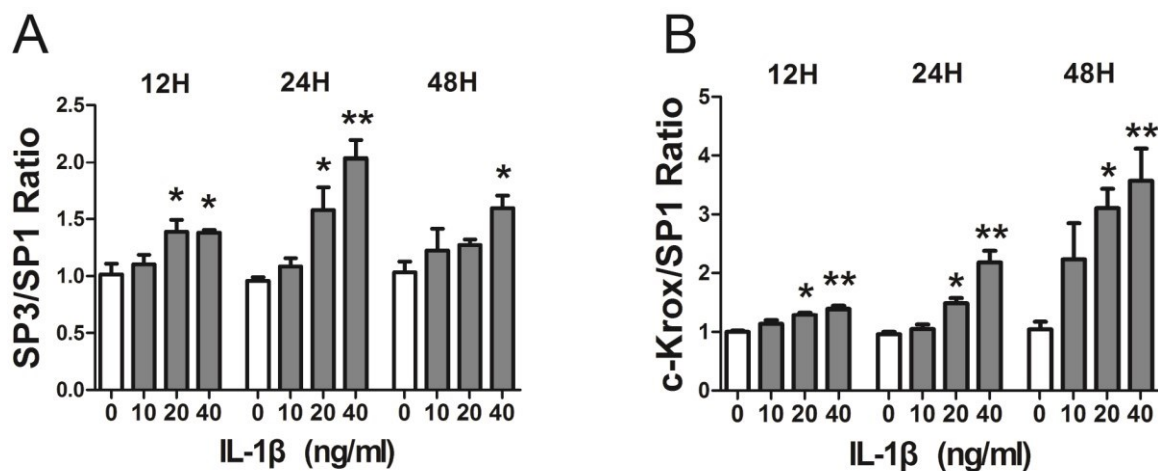 A
12H 24H 48H
SP3/SP1 Ratio
2.5
2.0
1.5
1.0
0.5
0.0
* * * ** *
0 10 20 40 0 10 20 40 0 10 20 40
IL-1β (ng/ml)
B
12H 24H 48H
c-Krox/SP1 Ratio
5
4
3
2
1
0
* ** * ** * **
0 10 20 40 0 10 20 40 0 10 20 40
IL-1β (ng/ml)